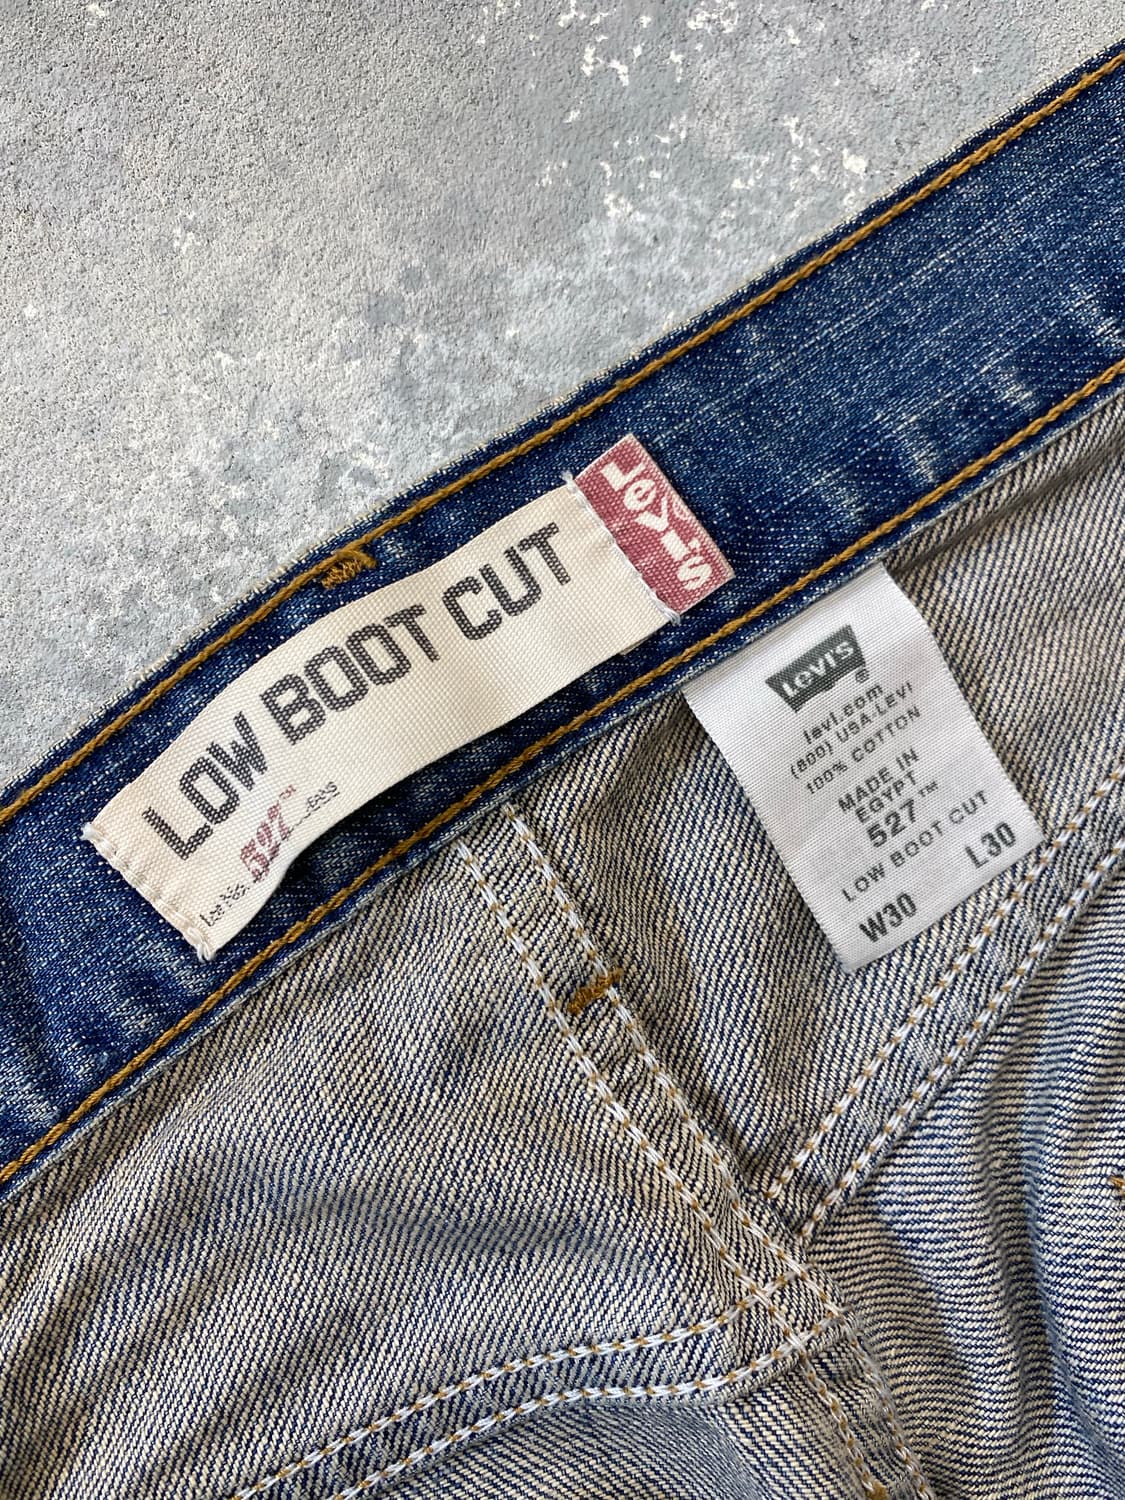 LOW BOOT CUT
527™
LeVI'S
LeVI'S
®
levi.com
(800) USA-LEVI
100% COTTON
MADE IN
EGYPT
527™
LOW BOOT CUT
W30 L30